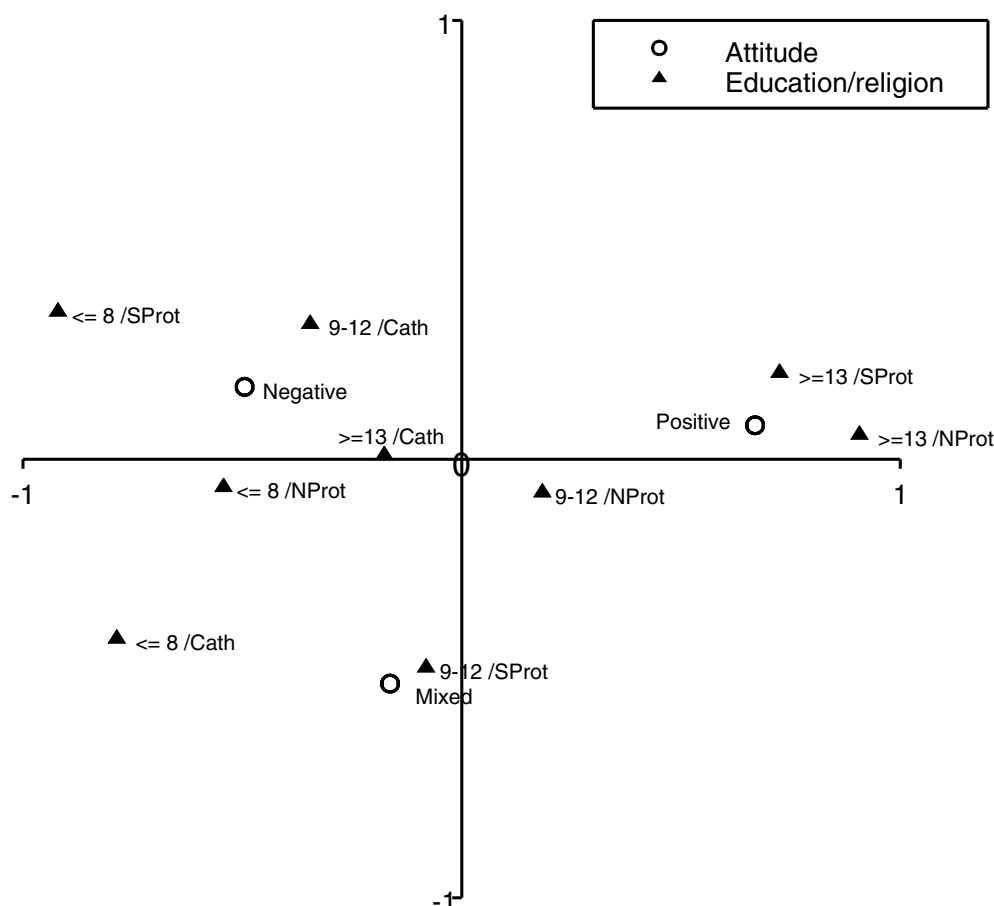 1
Attitude
Education/religion
<= 8 /SProt
9-12 /Cath
>=13 /SProt
Negative
Positive
>=13 /Cath
>=13 /NProt
0
-1
1
<= 8 /NProt
9-12 /NProt
<= 8 /Cath
9-12 /SProt
Mixed
-1